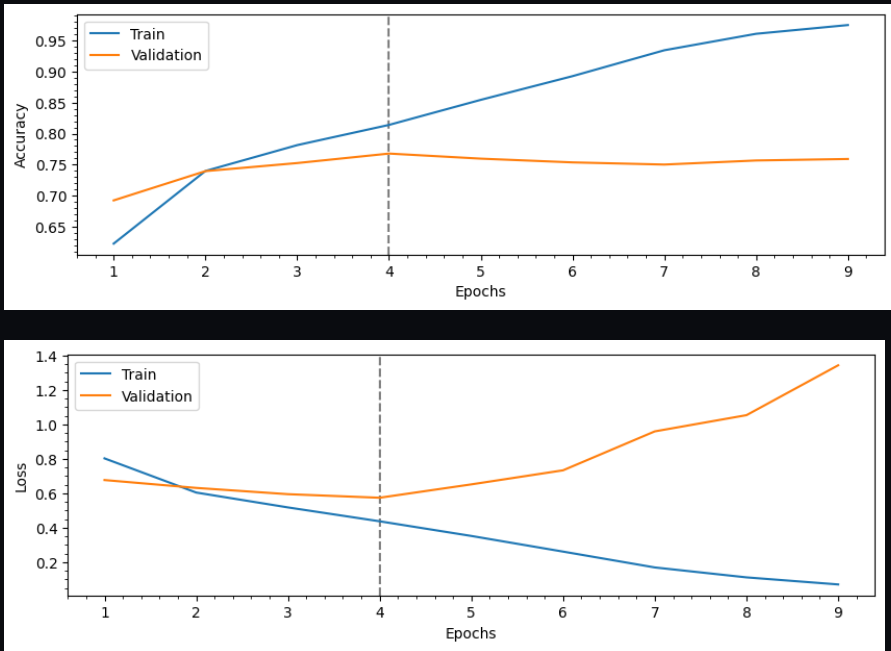 Train
Validation
0.95
0.90
0.85
0.80
0.75
0.70
0.65
Accuracy
1 2 3 4 5 6 7 8 9
Epochs
1.4
Train
1.2
Validation
1.0
0.8
0.6
0.4
0.2
Loss
1 2 3 4 5 6 7 8 9
Epochs